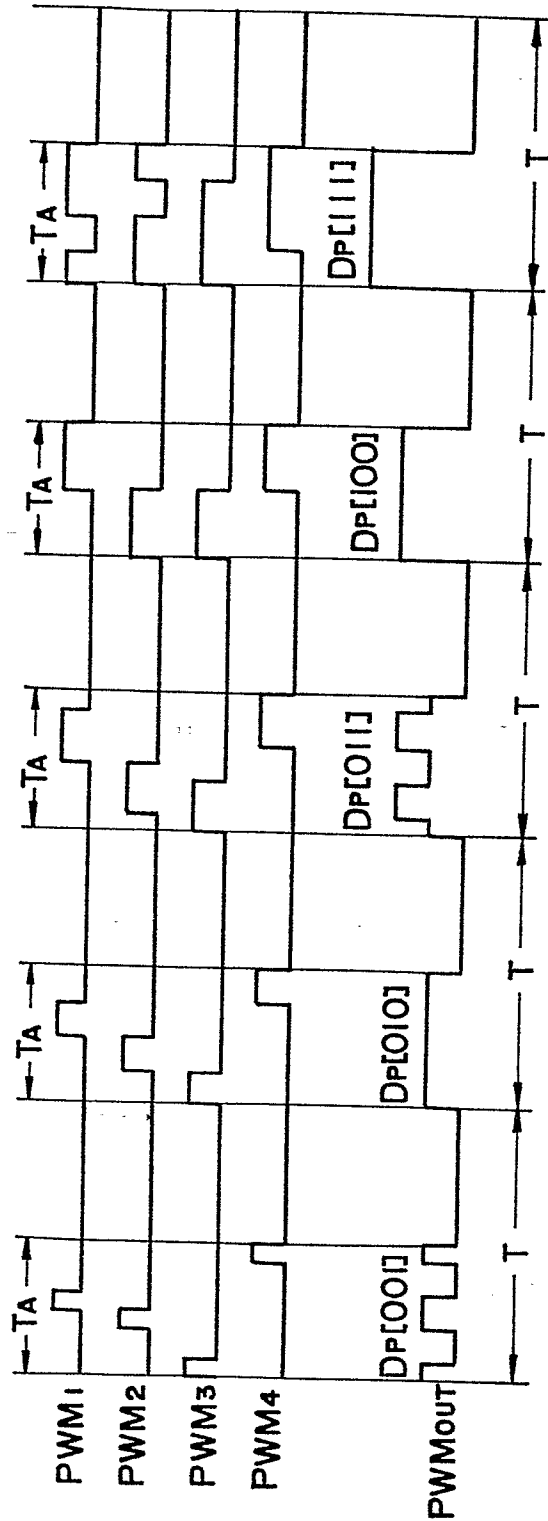 TA TA TA TA TA
PWM1
PWM2
PWM3
PWM4
DP[001] DP[010] DP[011] DP[100] DP[111]
PWMOUT
T T T T T